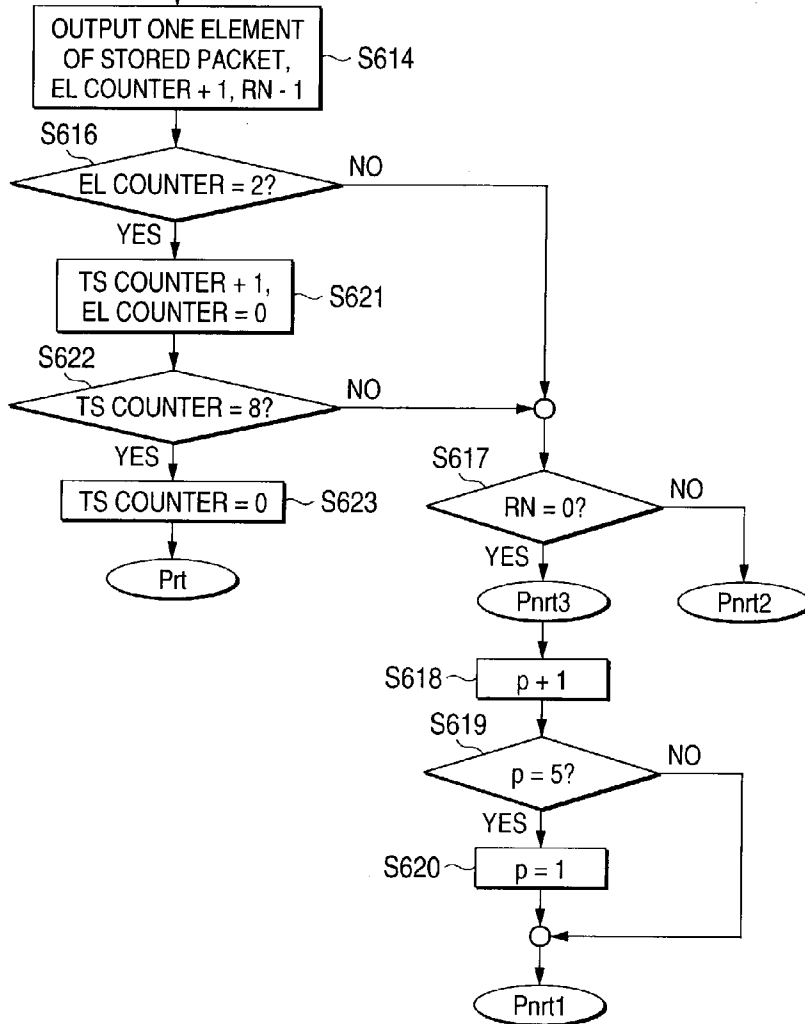 OUTPUT ONE ELEMENT
OF STORED PACKET,
EL COUNTER + 1, RN - 1
S614
S616
EL COUNTER = 2?
NO
YES
TS COUNTER + 1,
EL COUNTER = 0
S621
S622
TS COUNTER = 8?
NO
YES
TS COUNTER = 0
S623
Prt
S617
RN = 0?
NO
YES
Pnrt3
Pnrt2
S618
p + 1
S619
p = 5?
NO
YES
S620
p = 1
Pnrt1